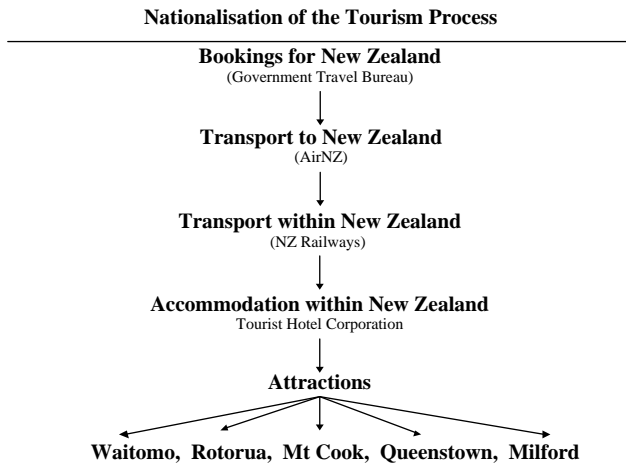 Nationalisation of the Tourism Process
Bookings for New Zealand
(Government Travel Bureau)
Transport to New Zealand
(AirNZ)
Transport within New Zealand
(NZ Railways)
Accommodation within New Zealand
Tourist Hotel Corporation
Attractions
Waitomo, Rotorua, Mt Cook, Queenstown, Milford